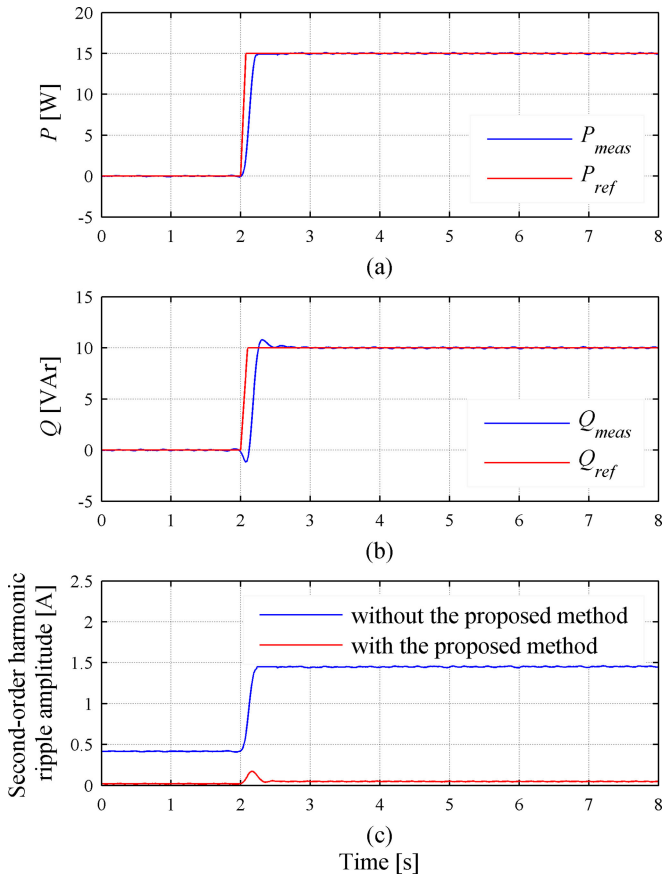 20
15
10
5
0
-5
P [W]
P_meas
P_ref
0 1 2 3 4 5 6 7 8
(a)
15
10
5
0
-5
Q [VAr]
Q_meas
Q_ref
0 1 2 3 4 5 6 7 8
(b)
2.5
2
1.5
1
0.5
0
Second-order harmonic
ripple amplitude [A]
without the proposed method
with the proposed method
0 1 2 3 4 5 6 7 8
(c)
Time [s]